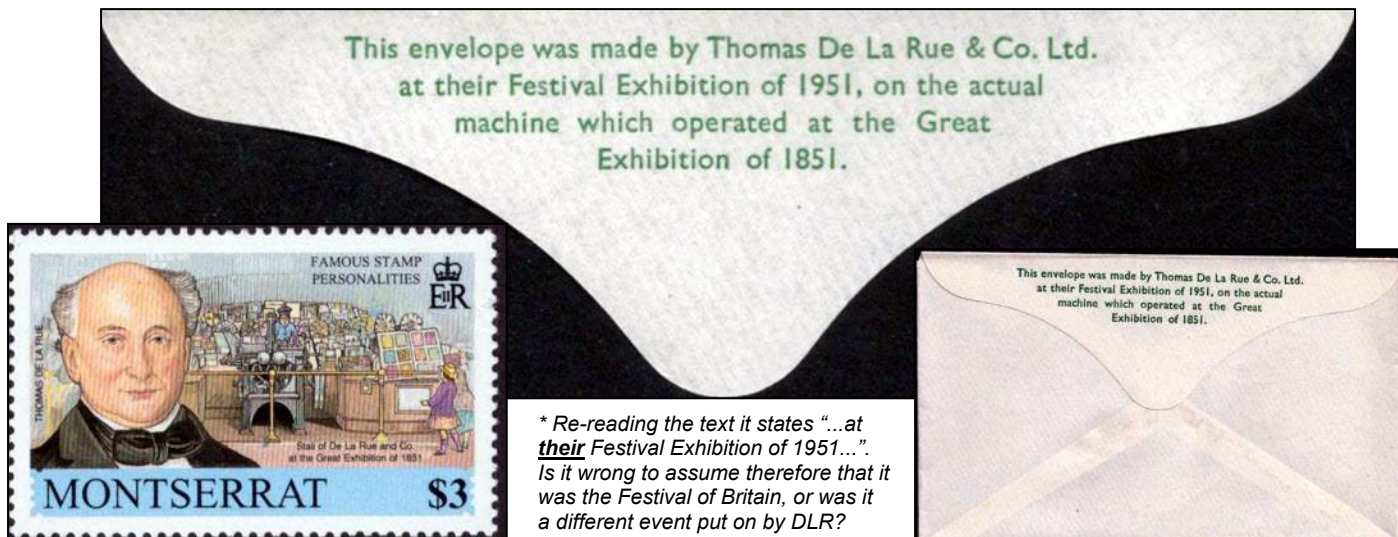 This envelope was made by Thomas De La Rue & Co. Ltd.
at their Festival Exhibition of 1951, on the actual
machine which operated at the Great
Exhibition of 1851.
FAMOUS STAMP
PERSONALITIES
EIIR
THOMAS DE LA RUE
Stall of De La Rue and Co
at the Great Exhibition of 1851
MONTSERRAT $3
* Re-reading the text it states “...at
their Festival Exhibition of 1951...”.
Is it wrong to assume therefore that it
was the Festival of Britain, or was it
a different event put on by DLR?
This envelope was made by Thomas De La Rue & Co. Ltd.
at their Festival Exhibition of 1951, on the actual
machine which operated at the Great
Exhibition of 1851.